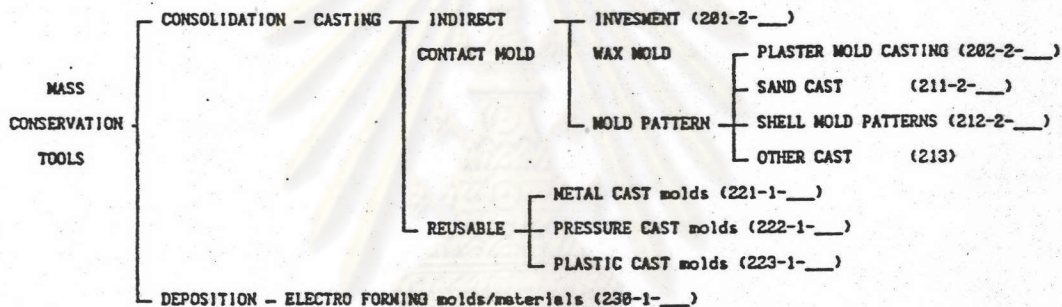 CONSOLIDATION - CASTING INDIRECT INVESMENT (201-2-___)
CONTACT MOLD WAX MOLD PLASTER MOLD CASTING (202-2-___)
MASS SAND CAST (211-2-___)
CONSERVATION MOLD PATTERN SHELL MOLD PATTERNS (212-2-___)
TOOLS OTHER CAST (213)
METAL CAST molds (221-1-___)
REUSABLE PRESSURE CAST molds (222-1-___)
PLASTIC CAST molds (223-1-___)
DEPOSITION - ELECTRO FORMING molds/materials (230-1-___)